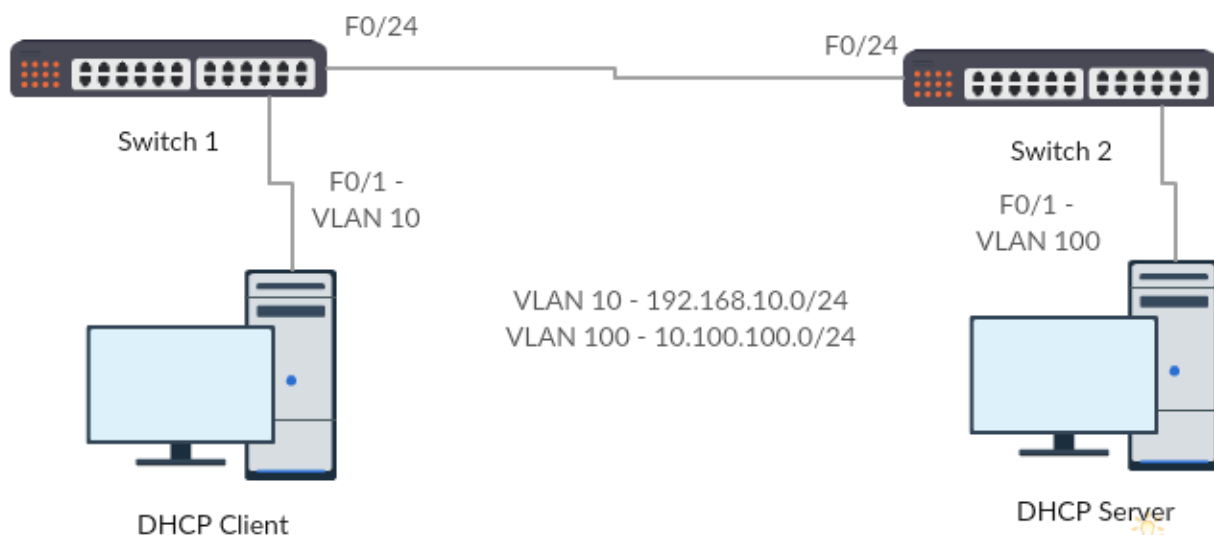 F0/24
F0/24
Switch 1
Switch 2
F0/1 -
VLAN 10
F0/1 -
VLAN 100
VLAN 10 - 192.168.10.0/24
VLAN 100 - 10.100.100.0/24
DHCP Client
DHCP Server